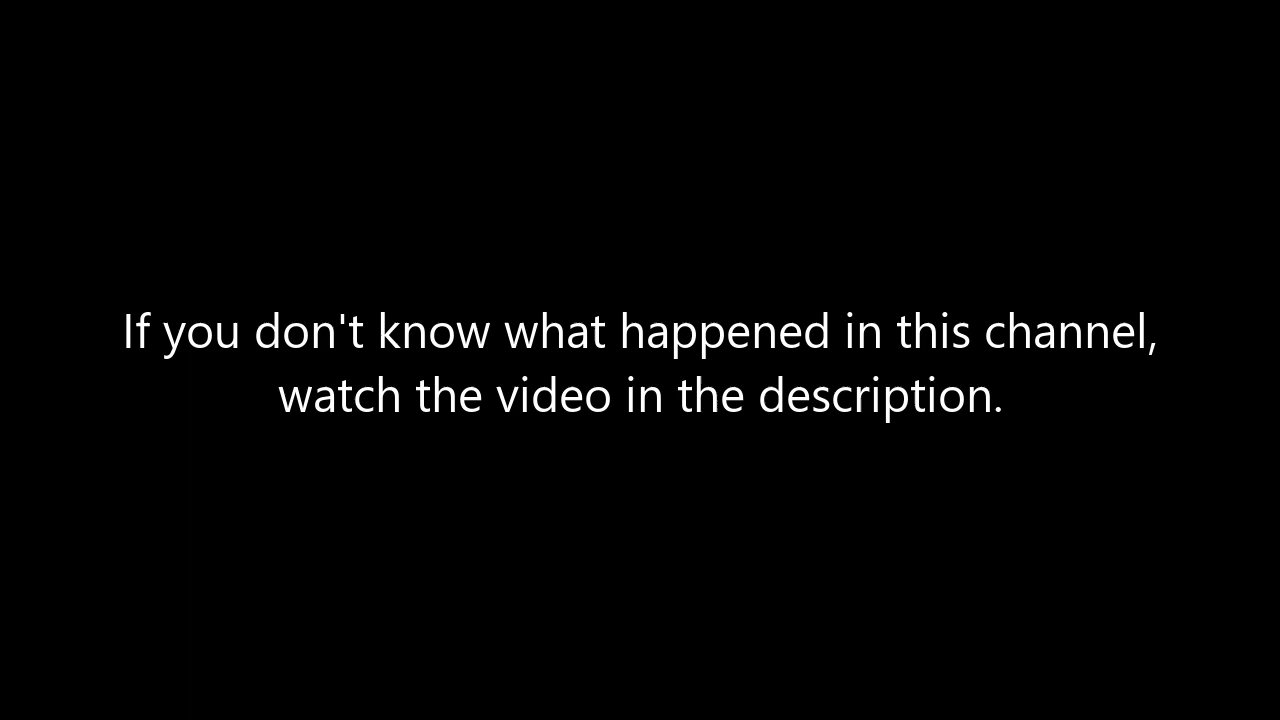 If you don't know what happened in this channel,
watch the video in the description.